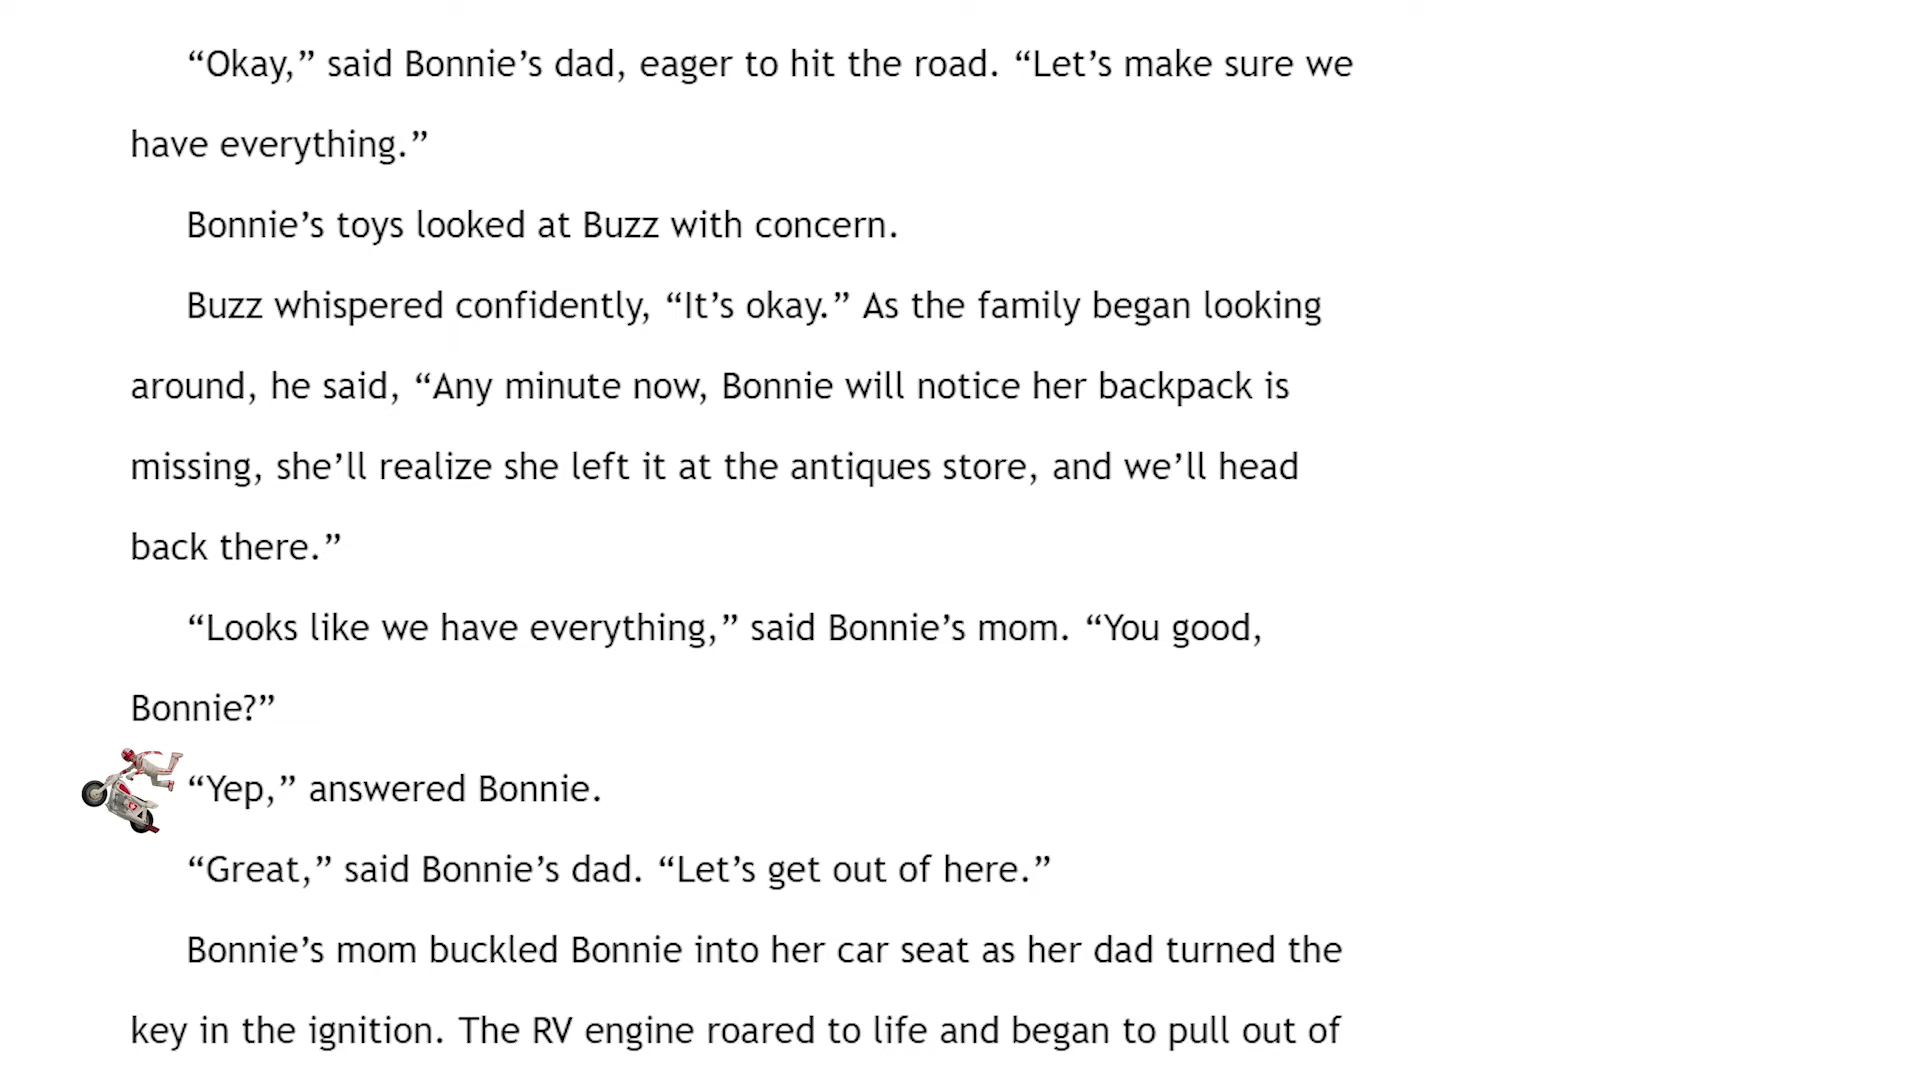 “Okay,” said Bonnie’s dad, eager to hit the road. “Let’s make sure we
have everything.”
Bonnie’s toys looked at Buzz with concern.
Buzz whispered confidently, “It’s okay.” As the family began looking
around, he said, “Any minute now, Bonnie will notice her backpack is
missing, she’ll realize she left it at the antiques store, and we’ll head
back there.”
“Looks like we have everything,” said Bonnie’s mom. “You good,
Bonnie?”
“Yep,” answered Bonnie.
“Great,” said Bonnie’s dad. “Let’s get out of here.”
Bonnie’s mom buckled Bonnie into her car seat as her dad turned the
key in the ignition. The RV engine roared to life and began to pull out of